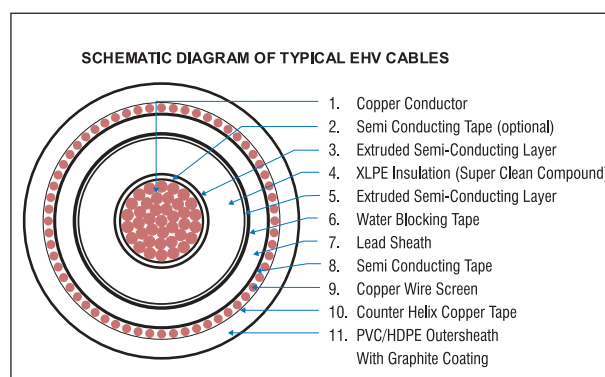 SCHEMATIC DIAGRAM OF TYPICAL EHV CABLES
1. Copper Conductor
2. Semi Conducting Tape (optional)
3. Extruded Semi-Conducting Layer
4. XLPE Insulation (Super Clean Compound)
5. Extruded Semi-Conducting Layer
6. Water Blocking Tape
7. Lead Sheath
8. Semi Conducting Tape
9. Copper Wire Screen
10. Counter Helix Copper Tape
11. PVC/HDPE Outersheath
With Graphite Coating